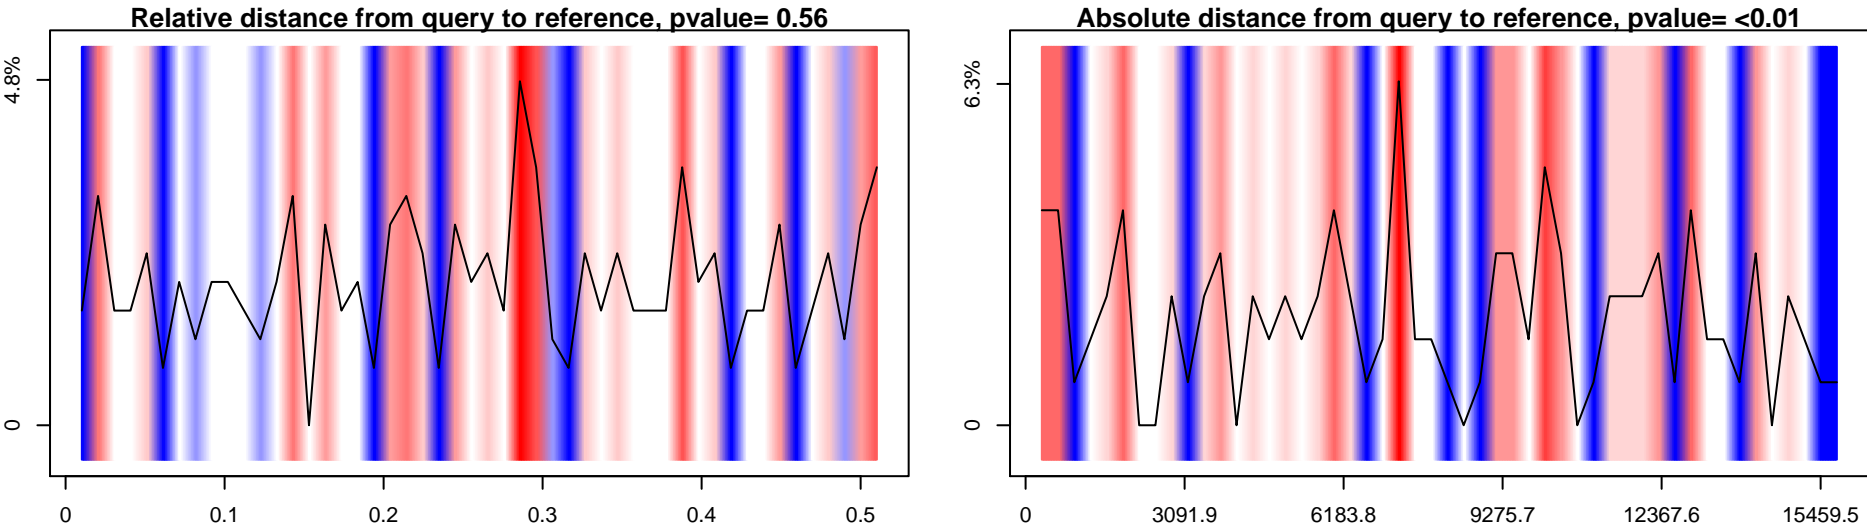 Relative distance from query to reference, pvalue= 0.56
4.8%
0
0 0.1 0.2 0.3 0.4 0.5
Absolute distance from query to reference, pvalue= <0.01
6.3%
0
0 3091.9 6183.8 9275.7 12367.6 15459.5